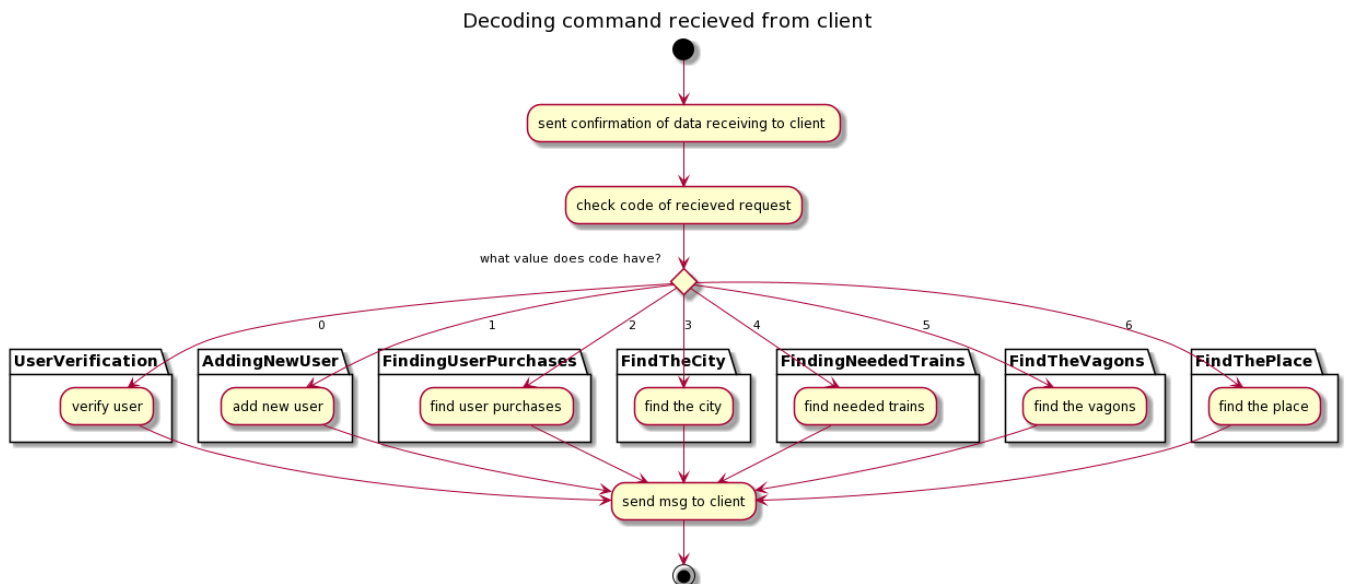 Decoding command recieved from client
sent confirmation of data receiving to client
check code of recieved request
what value does code have?
0 1 2 3 4 5 6
UserVerification AddingNewUser FindingUserPurchases FindTheCity FindingNeededTrains FindTheVagons FindThePlace
verify user add new user find user purchases find the city find needed trains find the vagons find the place
send msg to client